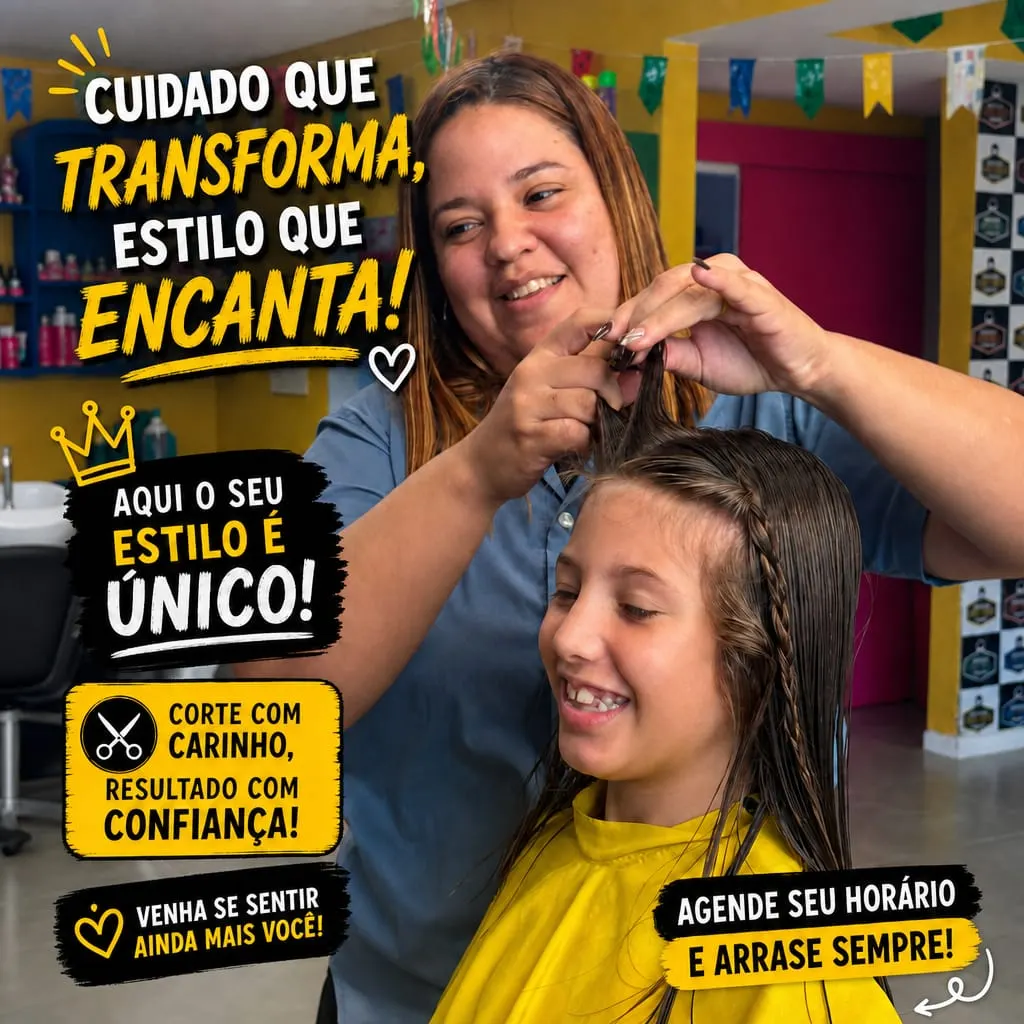 CUIDADO QUE
TRANSFORMA,
ESTILO QUE
ENCANTA!
AQUI O SEU
ESTILO É
ÚNICO!
CORTE COM
CARINHO,
RESULTADO COM
CONFIANÇA!
VENHA SE SENTIR
AINDA MAIS VOCÊ!
AGENDE SEU HORÁRIO
E ARRASE SEMPRE!